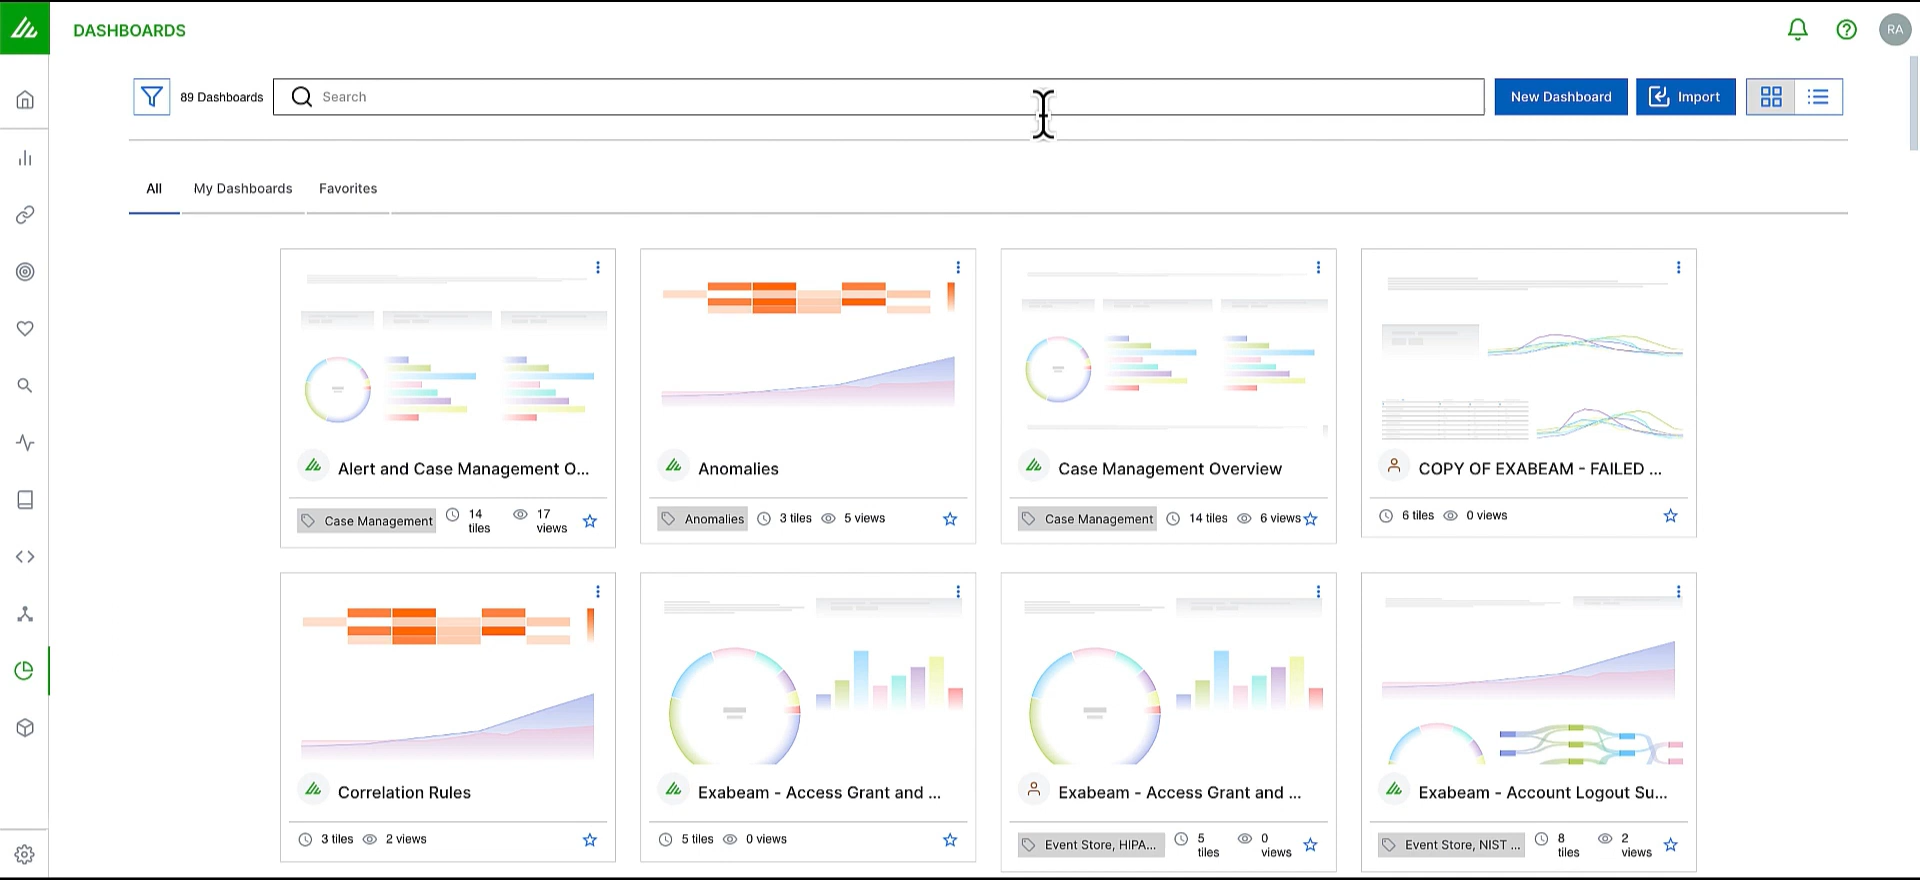 DASHBOARDS
RA
89 Dashboards
Search
New Dashboard
Import
All
My Dashboards
Favorites
Alert and Case Management O...
Case Management
14
tiles
17
views
Anomalies
Anomalies
3 tiles
5 views
Case Management Overview
Case Management
14 tiles
6 views
COPY OF EXABEAM - FAILED ...
6 tiles
0 views
Correlation Rules
3 tiles
2 views
Exabeam - Access Grant and ...
5 tiles
0 views
Exabeam - Access Grant and ...
Event Store, HIPA...
5
tiles
0
views
Exabeam - Account Logout Su...
Event Store, NIST ...
8
tiles
2
views